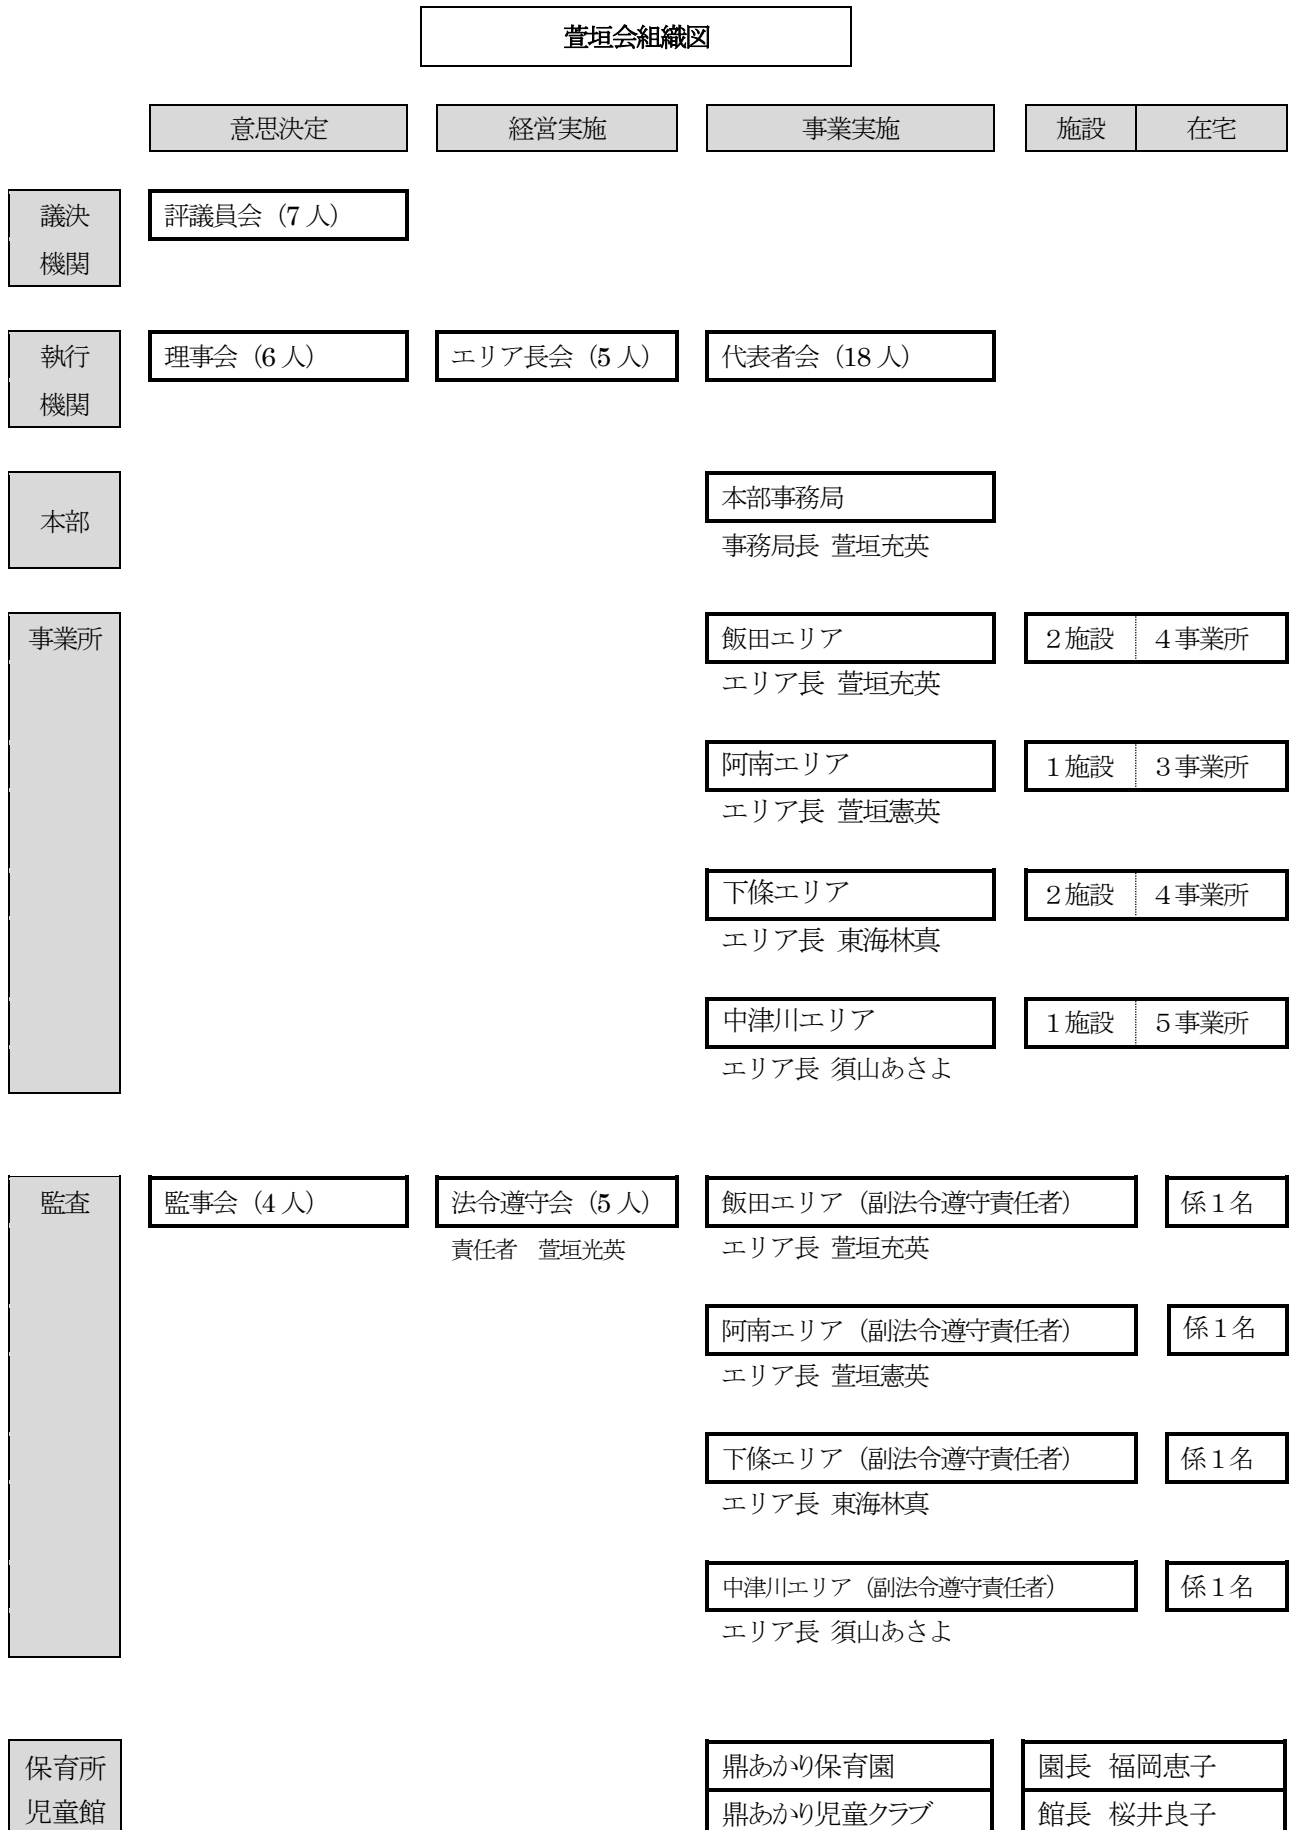 萱垣会組織図
意思決定 経営実施 事業実施 施設 在宅
議決 評議員会（7人）
機関
執行 理事会（6人） エリア長会（5人） 代表者会（18人）
機関
本部事務局
本部
事務局長 萱垣充英
事業所 飯田エリア 2施設 4事業所
エリア長 萱垣充英
阿南エリア 1施設 3事業所
エリア長 萱垣憲英
下條エリア 2施設 4事業所
エリア長 東海林真
中津川エリア 1施設 5事業所
エリア長 須山あさよ
監査 監事会（4人） 法令遵守会（5人） 飯田エリア（副法令遵守責任者） 係1名
責任者 萱垣光英 エリア長 萱垣充英
阿南エリア（副法令遵守責任者） 係1名
エリア長 萱垣憲英
下條エリア（副法令遵守責任者） 係1名
エリア長 東海林真
中津川エリア（副法令遵守責任者） 係1名
エリア長 須山あさよ
保育所 鼎あかり保育園 園長 福岡恵子
児童館 鼎あかり児童クラブ 館長 桜井良子